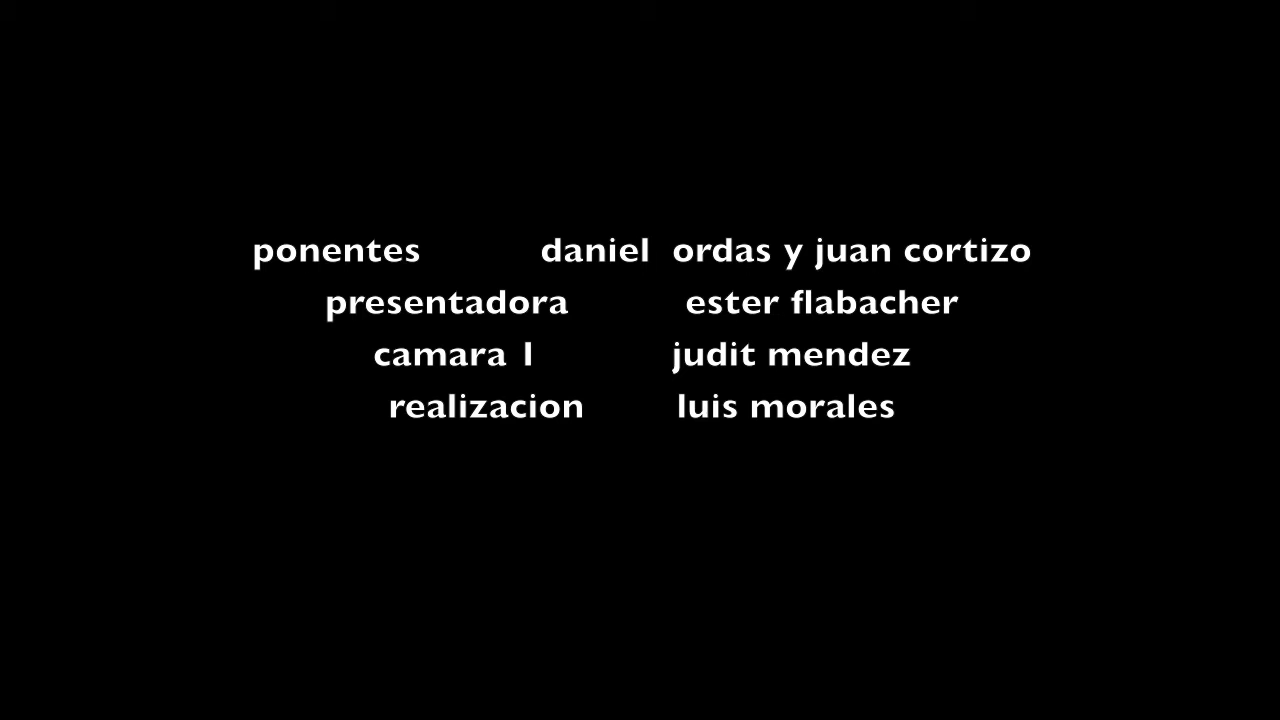 ponentes daniel ordas y juan cortizo
presentadora ester flabacher
camara 1 judit mendez
realizacion luis morales